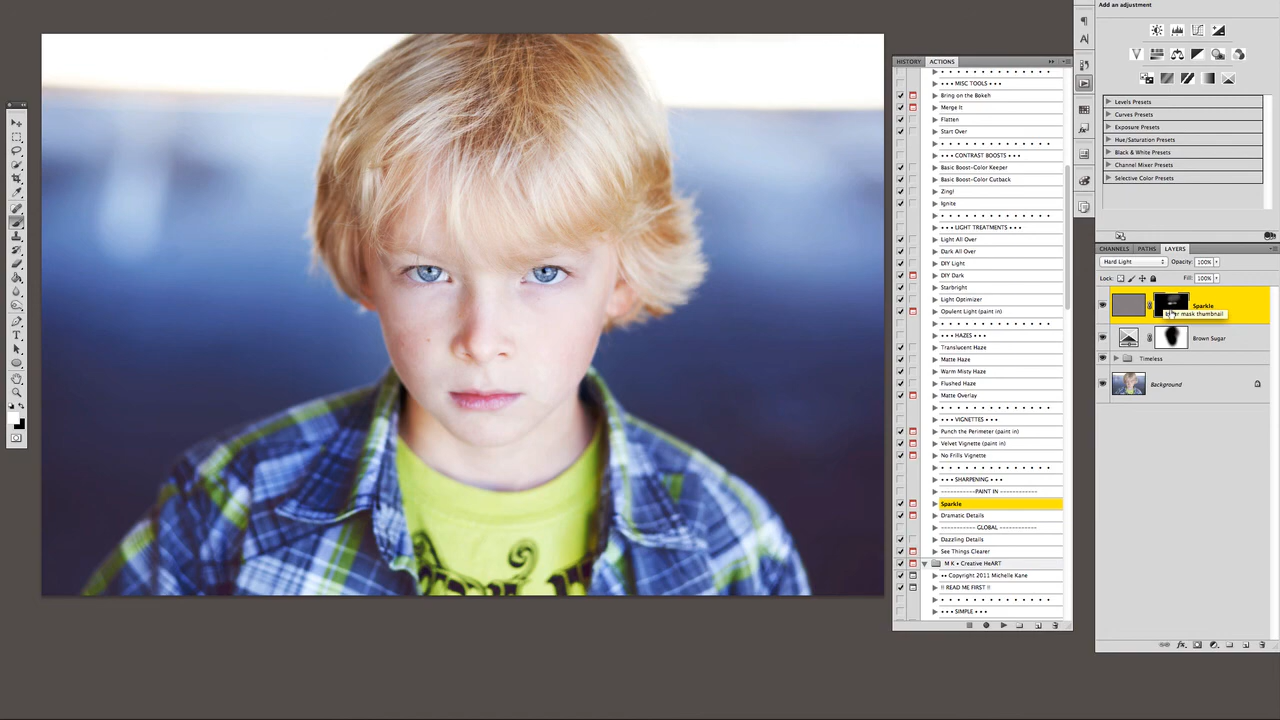 Add an adjustment
Levels Presets
Curves Presets
Exposure Presets
Hue/Saturation Presets
Black & White Presets
Channel Mixer Presets
Selective Color Presets
HISTORY ACTIONS
• • • MISC TOOLS • • •
Bring on the Bokeh
Merge It
Flatten
Start Over
• • • CONTRAST BOOSTS • • •
Basic Boost-Color Keeper
Basic Boost-Color Cutback
Zing!
Ignite
• • • LIGHT TREATMENTS • • •
Light All Over
Dark All Over
DIY Light
DIY Dark
Starbright
Light Optimizer
Opulent Light (paint in)
• • • HAZES • • •
Translucent Haze
Matte Haze
Warm Misty Haze
Flushed Haze
Matte Overlay
• • • VIGNETTES • • •
Punch the Perimeter (paint in)
Velvet Vignette (paint in)
No Frills Vignette
• • • SHARPENING • • •
-----------PAINT IN ------------
Sparkle
Dramatic Details
----------- GLOBAL ------------
Dazzling Details
See Things Clearer
M K • Creative HeART
•• Copyright 2011 Michelle Kane
!! READ ME FIRST !!
• • • SIMPLE • • •
CHANNELS PATHS LAYERS
Hard Light Opacity: 100%
Lock: Fill: 100%
Sparkle
mask thumbnail
Brown Sugar
Timeless
Background